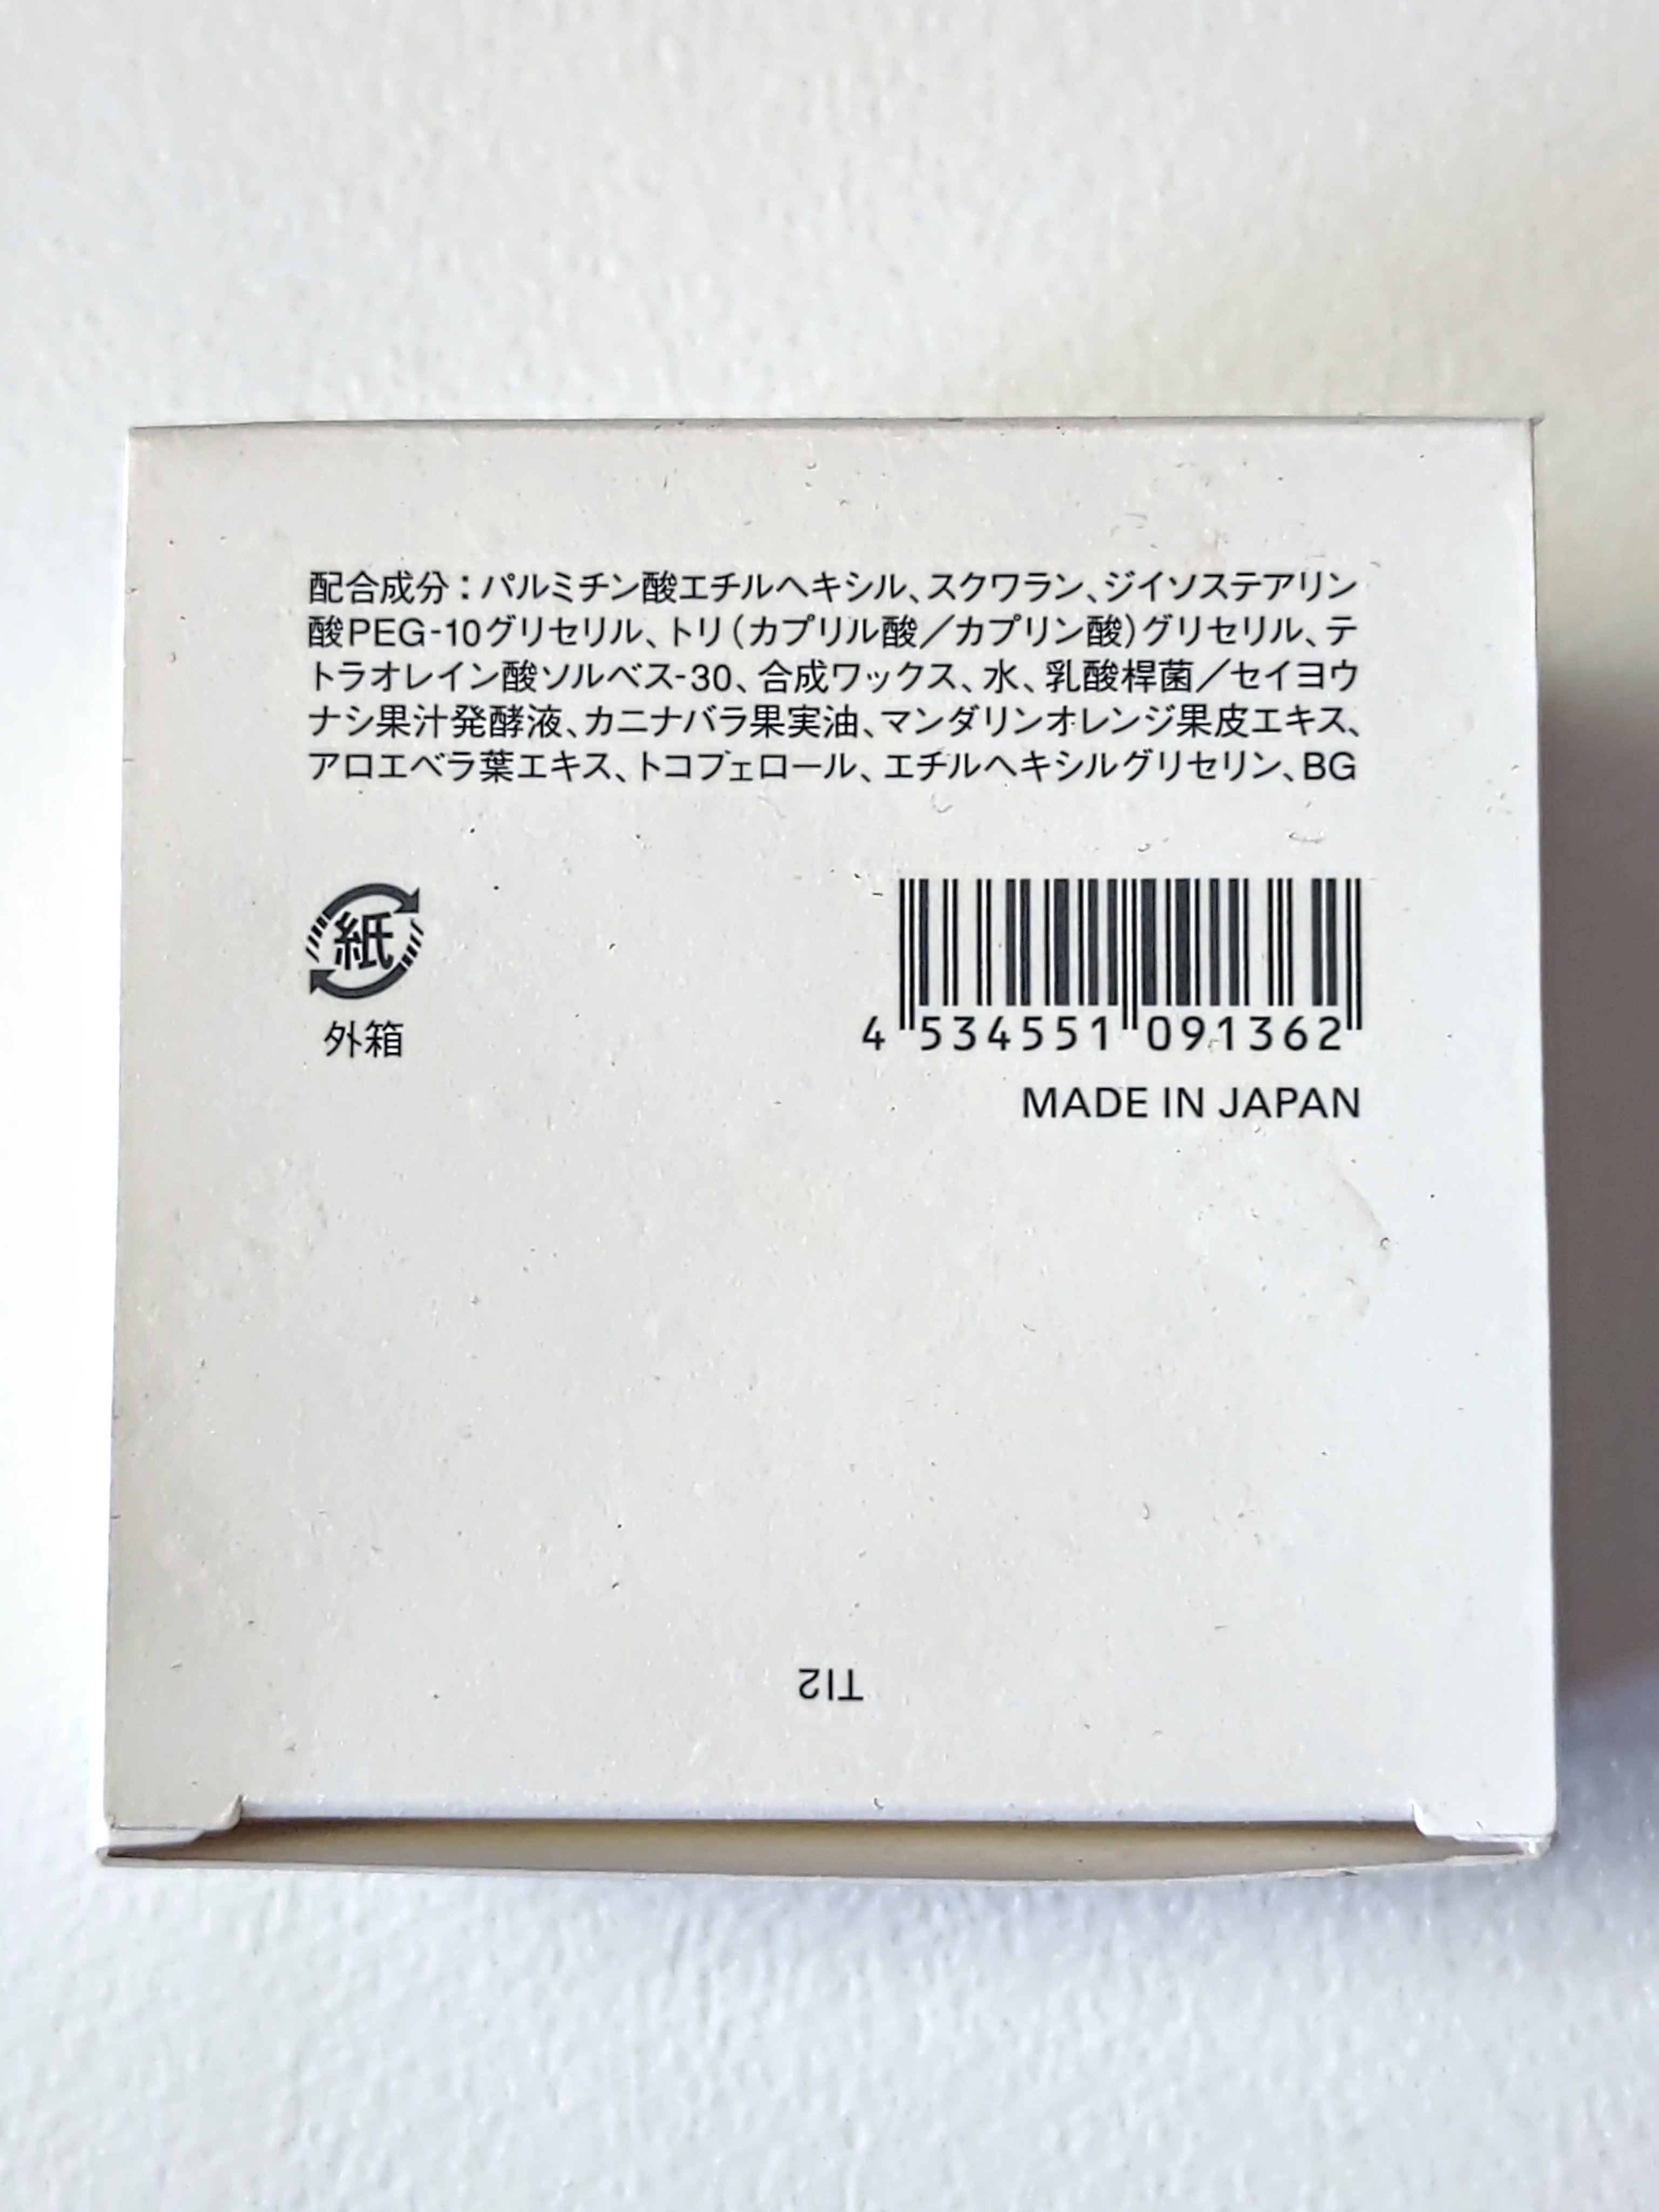 配合成分：パルミチン酸エチルヘキシル、スクワラン、ジイソステアリン
酸PEG-10グリセリル、トリ（カプリル酸／カプリン酸）グリセリル、テ
トラオレイン酸ソルベス-30、合成ワックス、水、乳酸桿菌／セイヨウ
ナシ果汁発酵液、カニナバラ果実油、マンダリンオレンジ果皮エキス、
アロエベラ葉エキス、トコフェロール、エチルヘキシルグリセリン、BG
紙
外箱
4 534551 091362
MADE IN JAPAN
TI2